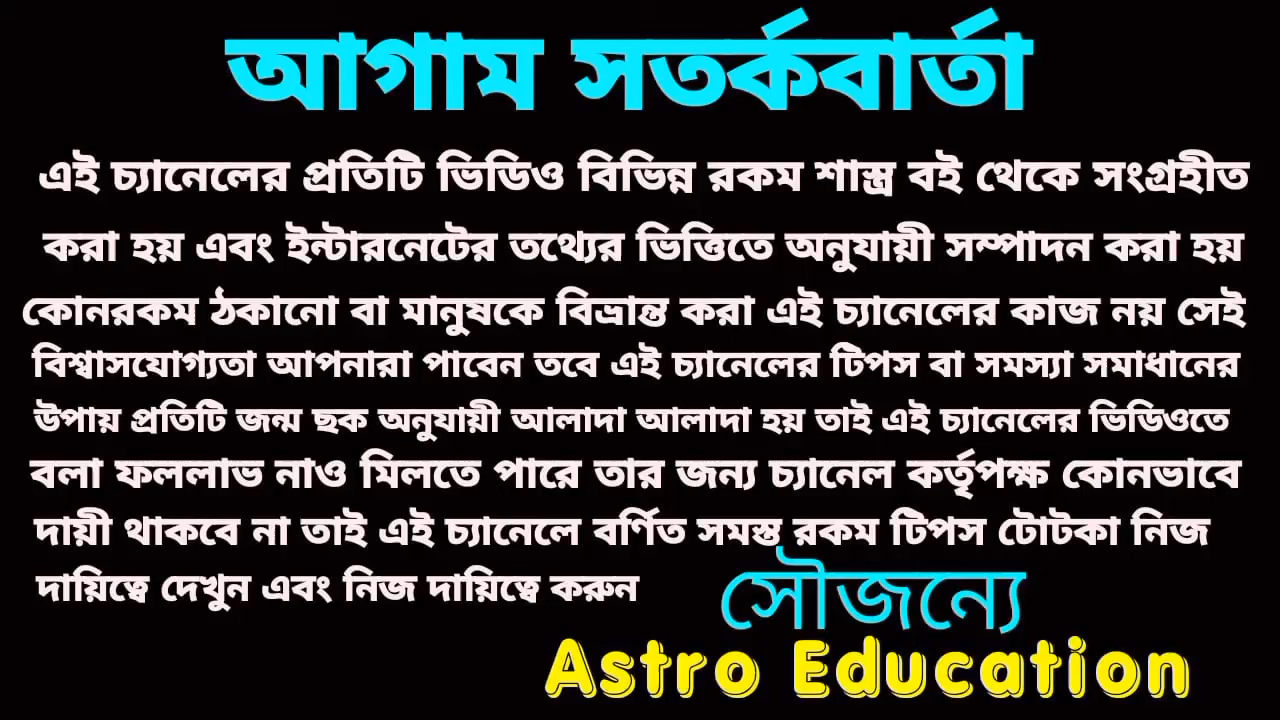 আগাম সতর্কবার্তা
এই চ্যানেলের প্রতিটি ভিডিও বিভিন্ন রকম শাস্ত্র বই থেকে সংগ্রহীত
করা হয় এবং ইন্টারনেটের তথ্যের ভিত্তিতে অনুযায়ী সম্পাদন করা হয়
কোনরকম ঠকানো বা মানুষকে বিভ্রান্ত করা এই চ্যানেলের কাজ নয় সেই
বিশ্বাসযোগ্যতা আপনারা পাবেন তবে এই চ্যানেলের টিপস বা সমস্যা সমাধানের
উপায় প্রতিটি জন্ম ছক অনুযায়ী আলাদা আলাদা হয় তাই এই চ্যানেলের ভিডিওতে
বলা ফললাভ নাও মিলতে পারে তার জন্য চ্যানেল কর্তৃপক্ষ কোনভাবে
দায়ী থাকবে না তাই এই চ্যানেলে বর্ণিত সমস্ত রকম টিপস টোটকা নিজ
দায়িত্বে দেখুন এবং নিজ দায়িত্বে করুন
সৌজন্যে
Astro Education